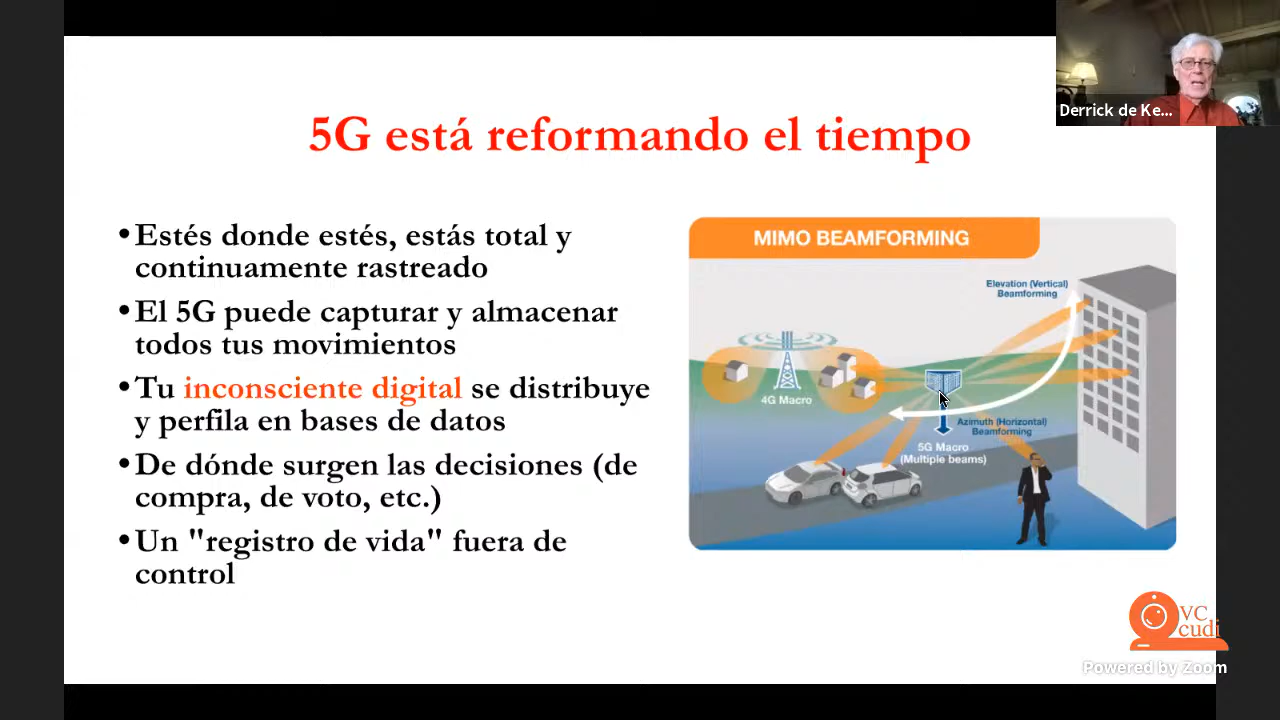 Derrick de Ke...
5G está reformando el tiempo
•Estés donde estés, estás total y
continuamente rastreado
•El 5G puede capturar y almacenar
todos tus movimientos
•Tu inconsciente digital se distribuye
y perfila en bases de datos
•De dónde surgen las decisiones (de
compra, de voto, etc.)
•Un "registro de vida" fuera de
control
MIMO BEAMFORMING
Elevation (Vertical)
Beamforming
4G Macro
Azimuth (Horizontal)
Beamforming
5G Macro
(Multiple beams)
VC
cudi
Powered by Zoom